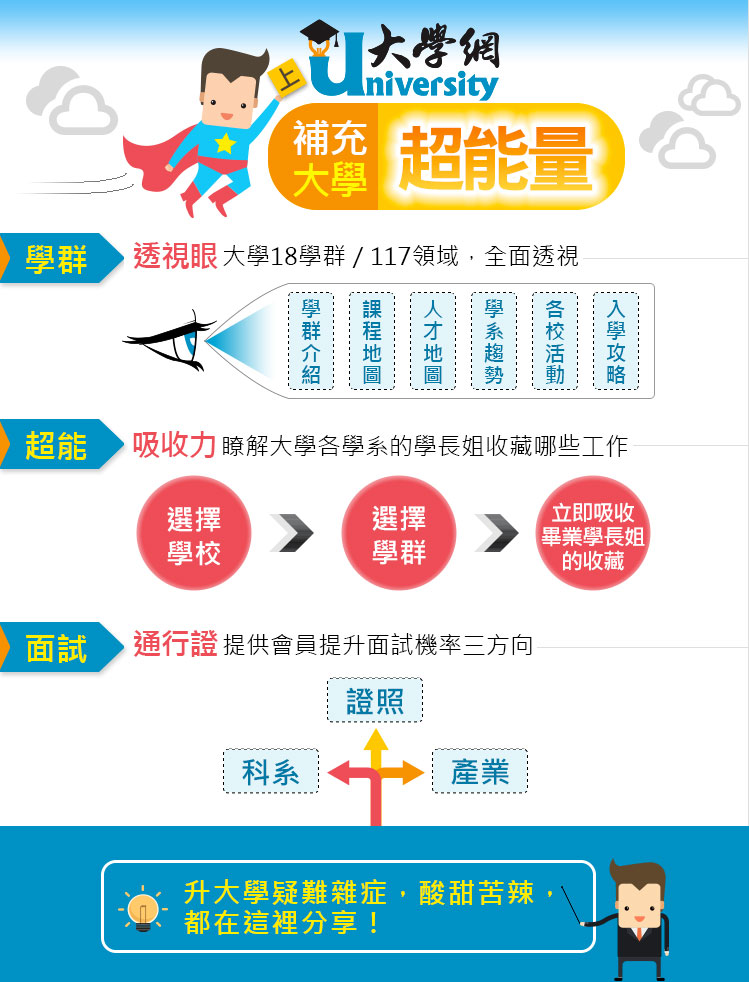 上
大學網
University
補充
大學
超能量
學群
透視眼 大學18學群 / 117領域，全面透視
學群介紹
課程地圖
人才地圖
學系趨勢
各校活動
入學攻略
超能
吸收力 瞭解大學各學系的學長姐收藏哪些工作
選擇
學校
選擇
學群
立即吸收
畢業學長姐
的收藏
面試
通行證 提供會員提升面試機率三方向
證照
科系
產業
升大學疑難雜症，酸甜苦辣，
都在這裡分享！